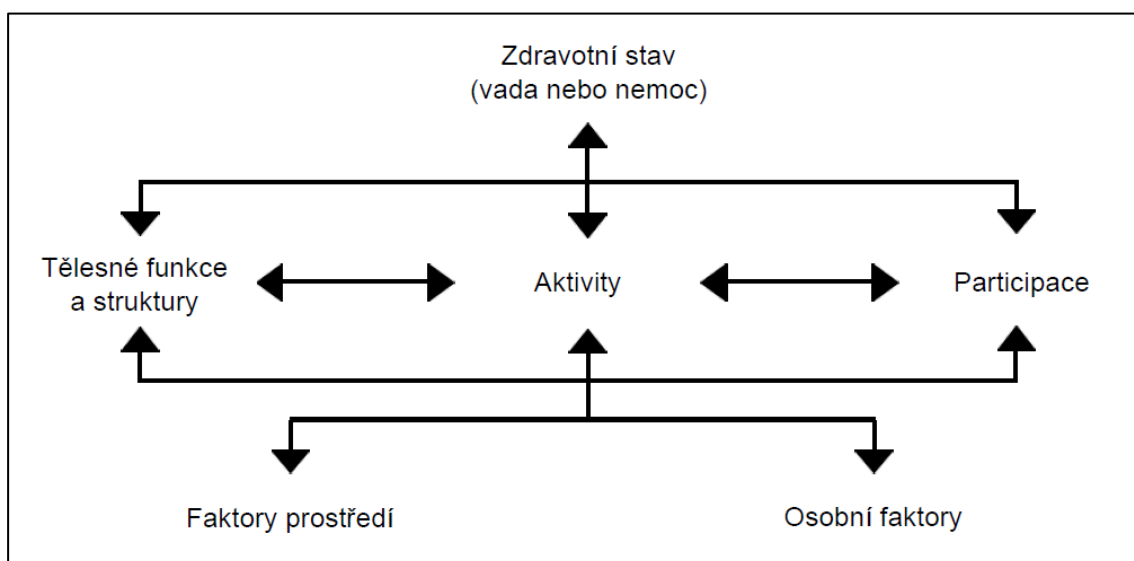 Zdravotní stav
(vada nebo nemoc)
Tělesné funkce
a struktury
Aktivity
Participace
Faktory prostředí
Osobní faktory